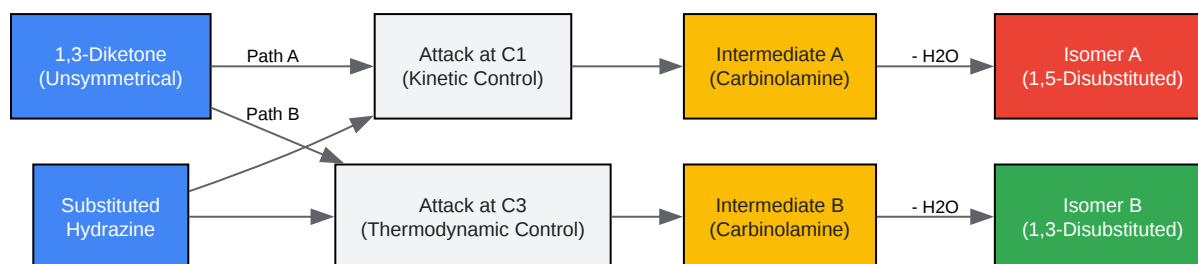 1,3-Diketone
(Unsymmetrical)
Path A
Attack at C1
(Kinetic Control)
Intermediate A
(Carbinolamine)
- H2O
Isomer A
(1,5-Disubstituted)
Path B
Substituted
Hydrazine
Attack at C3
(Thermodynamic Control)
Intermediate B
(Carbinolamine)
- H2O
Isomer B
(1,3-Disubstituted)